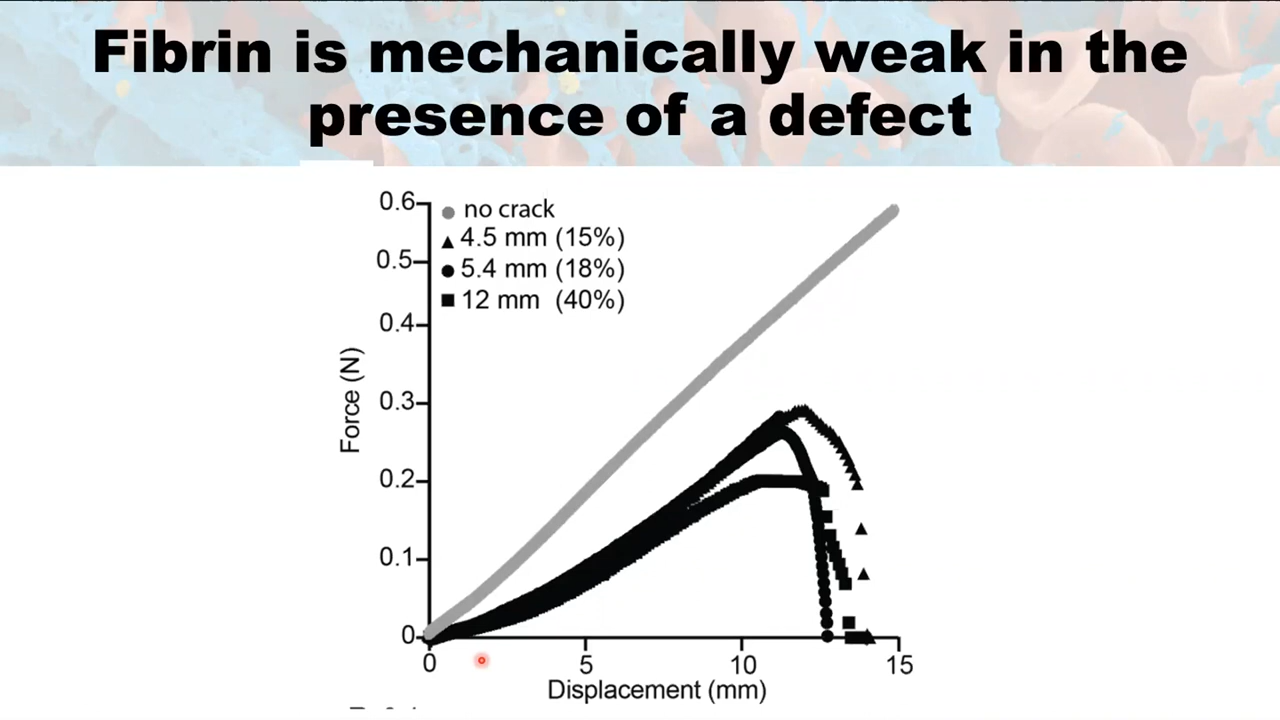 Fibrin is mechanically weak in the
presence of a defect
0.6
no crack
4.5 mm (15%)
0.5
5.4 mm (18%)
12 mm (40%)
0.4
Force (N)
0.3
0.2
0.1
0
0 5 10 15
Displacement (mm)